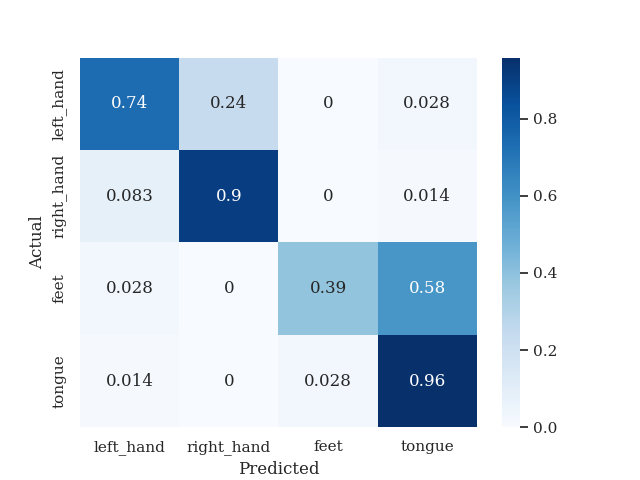 left_hand 0.74 0.24 0 0.028
right_hand 0.083 0.9 0 0.014
feet 0.028 0 0.39 0.58
tongue 0.014 0 0.028 0.96
left_hand right_hand feet tongue
Predicted
Actual
0.8
0.6
0.4
0.2
0.0